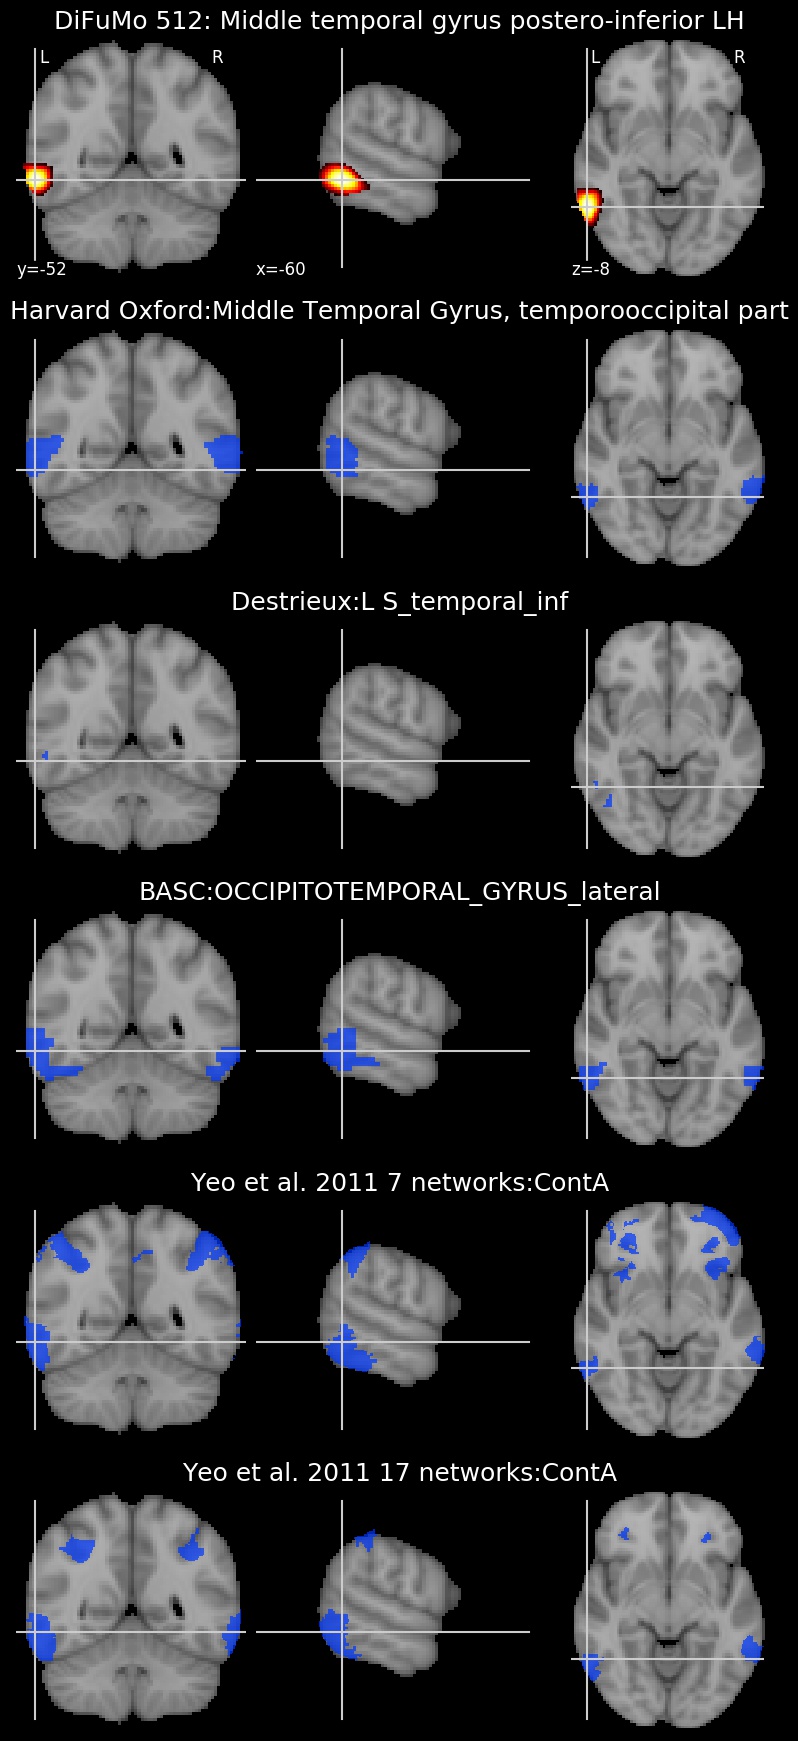 DiFuMo 512: Middle temporal gyrus postero-inferior LH
L R L R
y=-52 x=-60 z=-8
Harvard Oxford:Middle Temporal Gyrus, temporooccipital part
Destrieux:L S_temporal_inf
BASC:OCCIPITOTEMPORAL_GYRUS_lateral
Yeo et al. 2011 7 networks:ContA
Yeo et al. 2011 17 networks:ContA